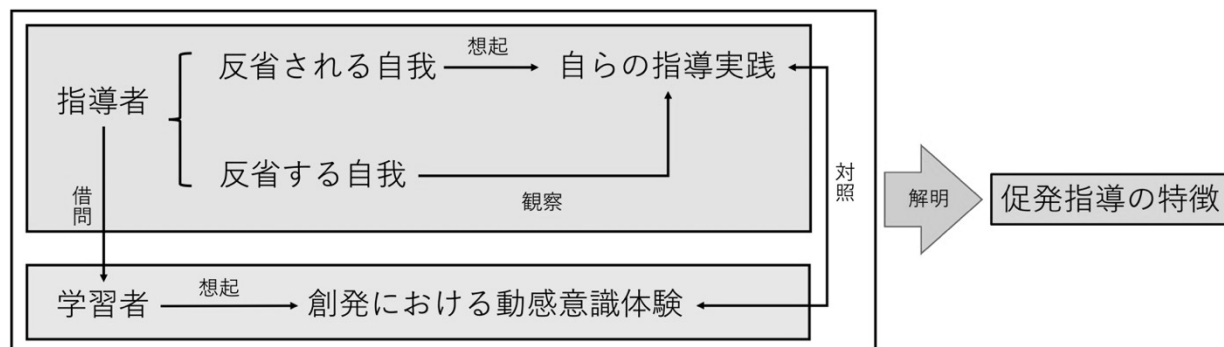 反省される自我
想起
自らの指導実践
指導者
反省する自我
観察
借問
対照
学習者
想起
創発における動感意識体験
解明
促発指導の特徴